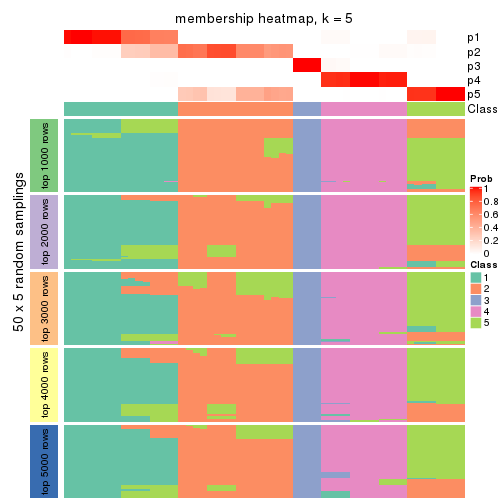 membership heatmap, k = 5
p1
p2
p3
p4
p5
Class
50 x 5 random samplings
top 1000 rows
top 2000 rows
top 3000 rows
top 4000 rows
top 5000 rows
Prob
1
0.8
0.6
0.4
0.2
0
Class
1
2
3
4
5